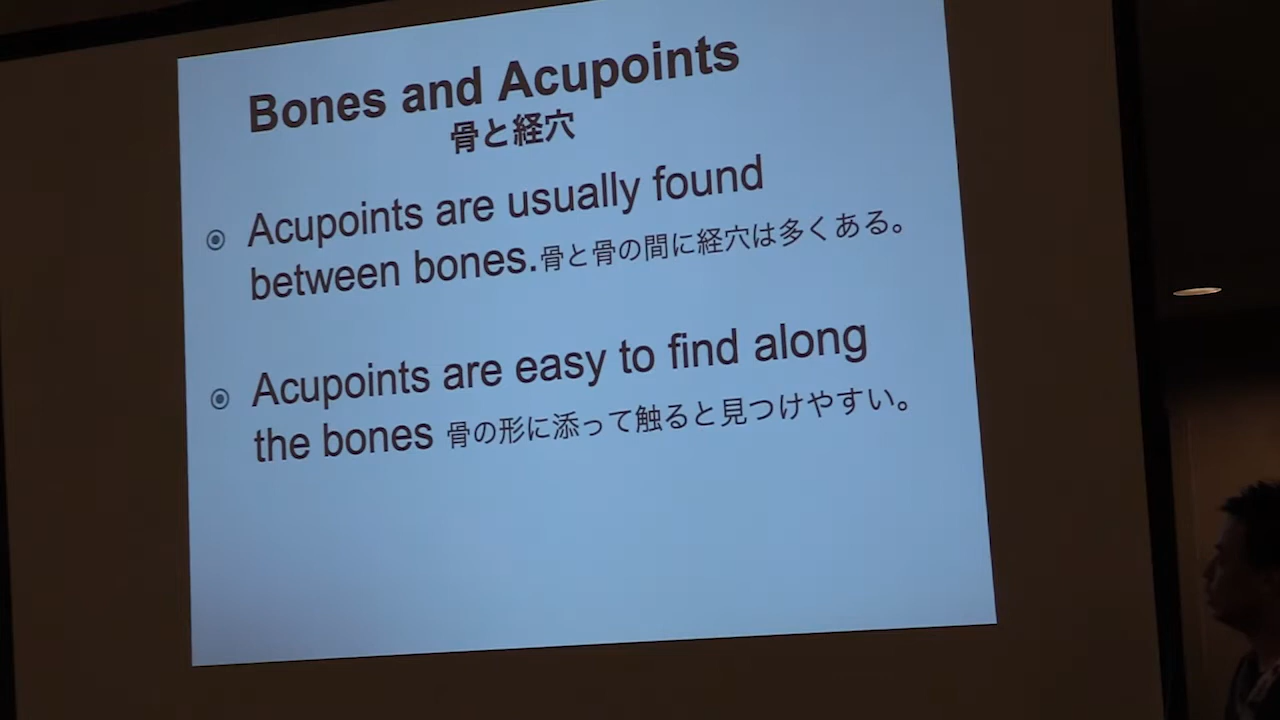 Bones and Acupoints
骨と経穴
Acupoints are usually found
between bones.骨と骨の間に経穴は多くある。
Acupoints are easy to find along
the bones 骨の形に添って触ると見つけやすい。